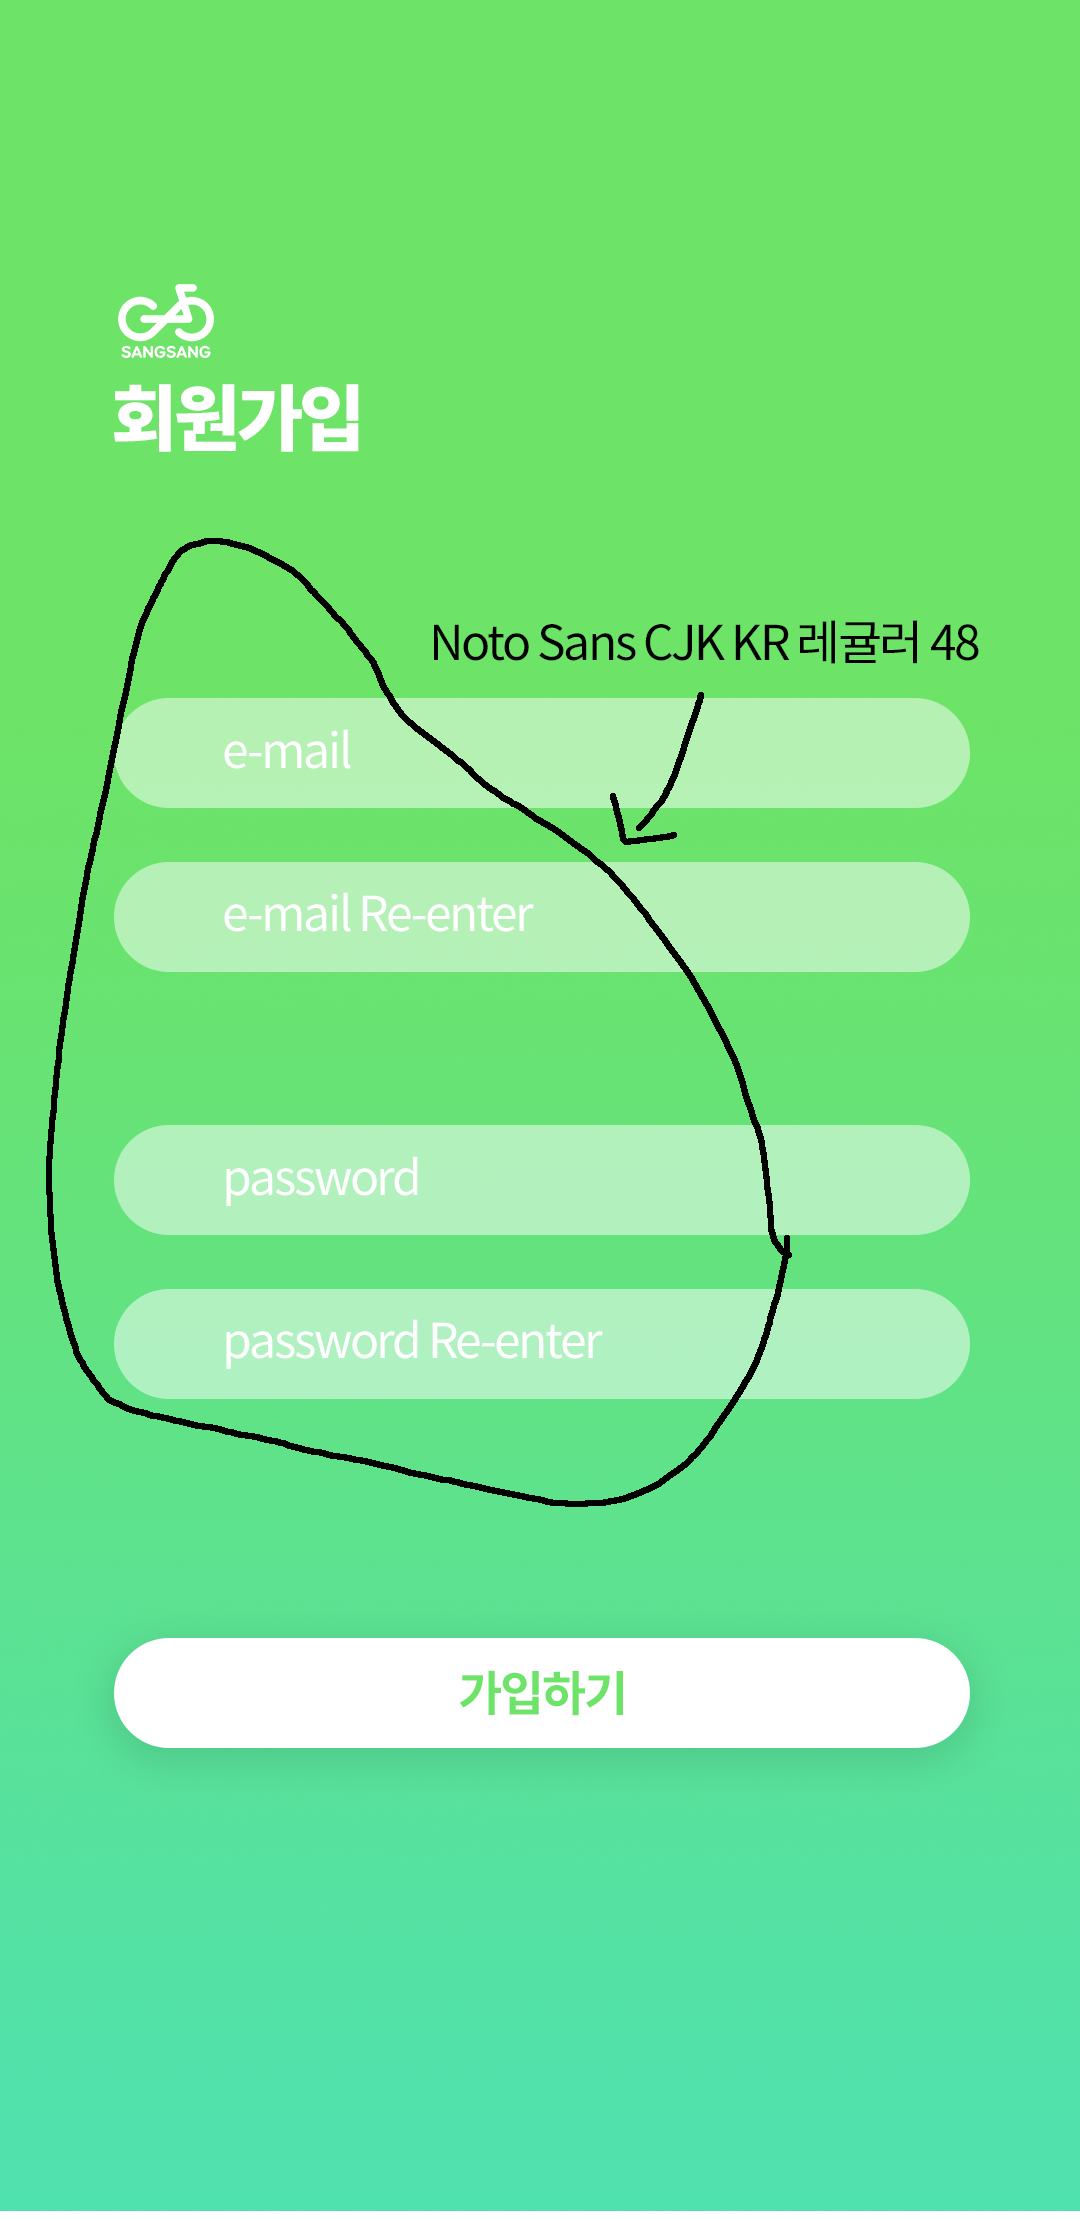 SANGSANG
회원가입
Noto Sans CJK KR 레귤러 48
e-mail
e-mail Re-enter
password
password Re-enter
가입하기